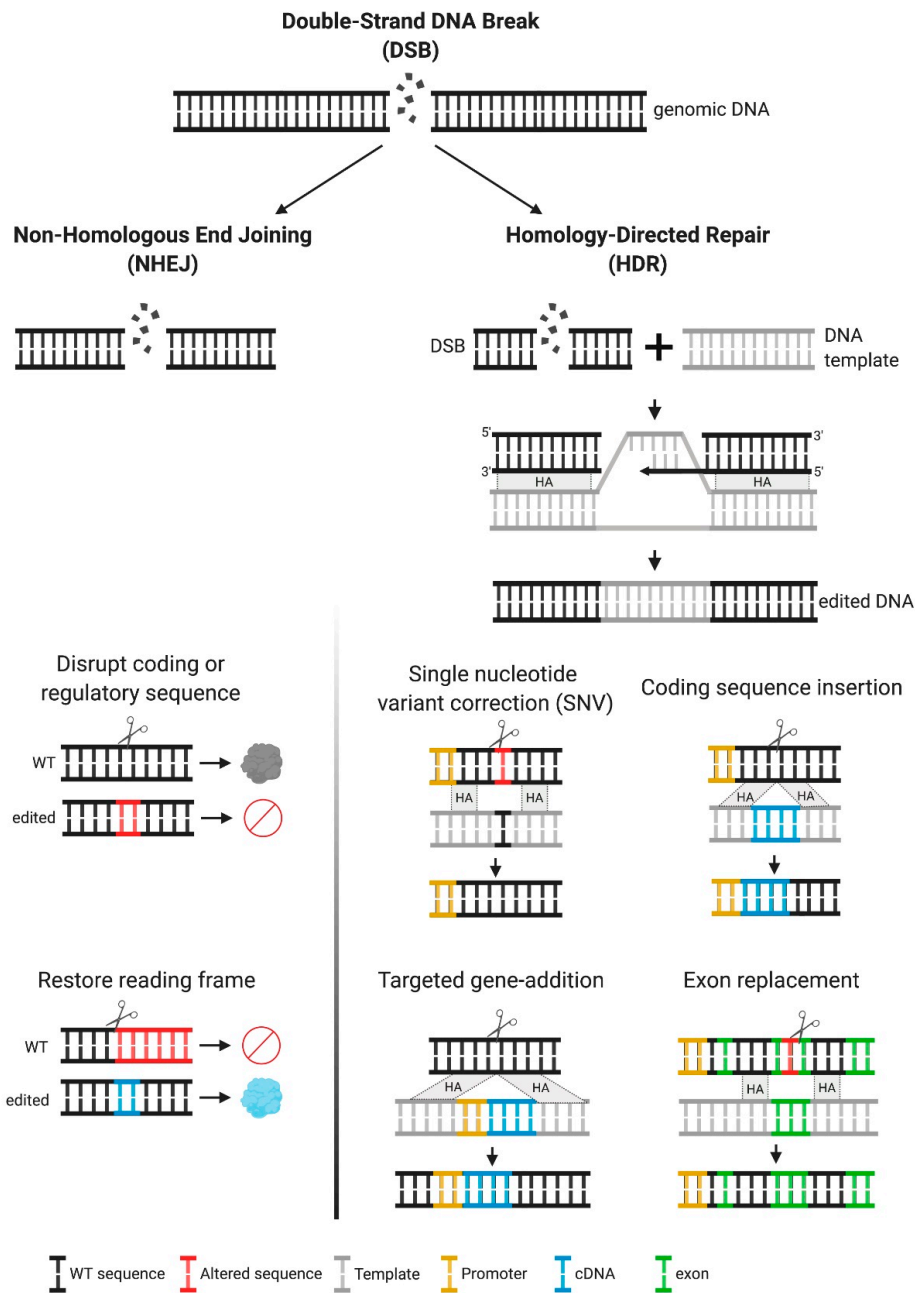 Double-Strand DNA Break
(DSB)
genomic DNA
Non-Homologous End Joining
(NHEJ)
Homology-Directed Repair
(HDR)
DSB
DNA
template
5'
3'
3'
5'
HA
HA
edited DNA
Disrupt coding or
regulatory sequence
WT
edited
Single nucleotide
variant correction (SNV)
HA
HA
Coding sequence insertion
HA
HA
Restore reading frame
WT
edited
Targeted gene-addition
HA
HA
Exon replacement
HA
HA
WT sequence
Altered sequence
Template
Promoter
cDNA
exon